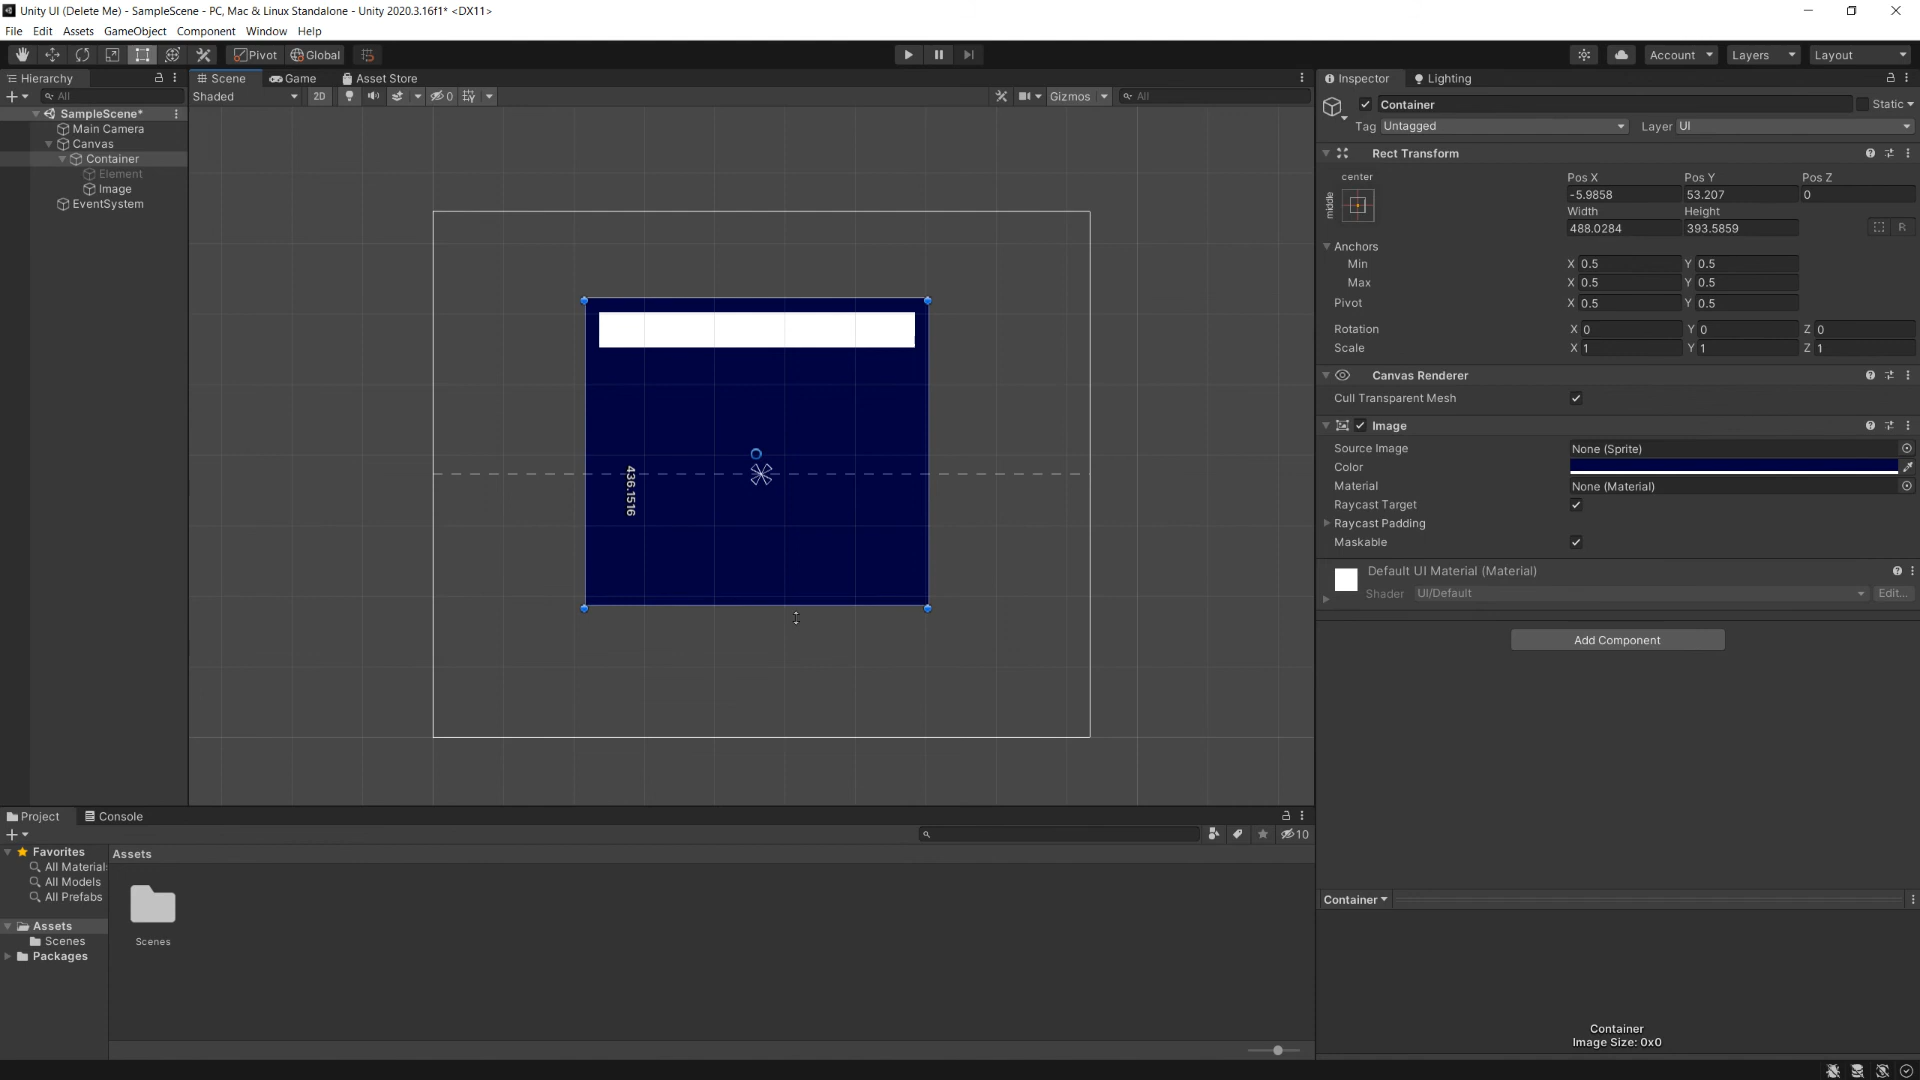 Unity UI (Delete Me) - SampleScene - PC, Mac & Linux Standalone - Unity 2020.3.16f1* <DX11>
File Edit Assets GameObject Component Window Help
Pivot Global Account Layers Layout
Hierarchy
All
SampleScene*
Main Camera
Canvas
Container
Element
Image
EventSystem
Scene Game Asset Store
Shaded 2D 0 Gizmos All
436.1516
Inspector Lighting
Container Static
Tag Untagged Layer UI
Rect Transform
center
middle
Pos X Pos Y Pos Z
-5.9858 53.207 0
Width Height
488.0284 393.5859 R
Anchors
Min X 0.5 Y 0.5
Max X 0.5 Y 0.5
Pivot X 0.5 Y 0.5
Rotation X 0 Y 0 Z 0
Scale X 1 Y 1 Z 1
Canvas Renderer
Cull Transparent Mesh
Image
Source Image None (Sprite)
Color
Material None (Material)
Raycast Target
Raycast Padding
Maskable
Default UI Material (Material)
Shader UI/Default Edit...
Add Component
Project Console
10
Favorites
All Material
All Models
All Prefabs
Assets
Scenes
Packages
Assets
Scenes
Container
Container
Image Size: 0x0